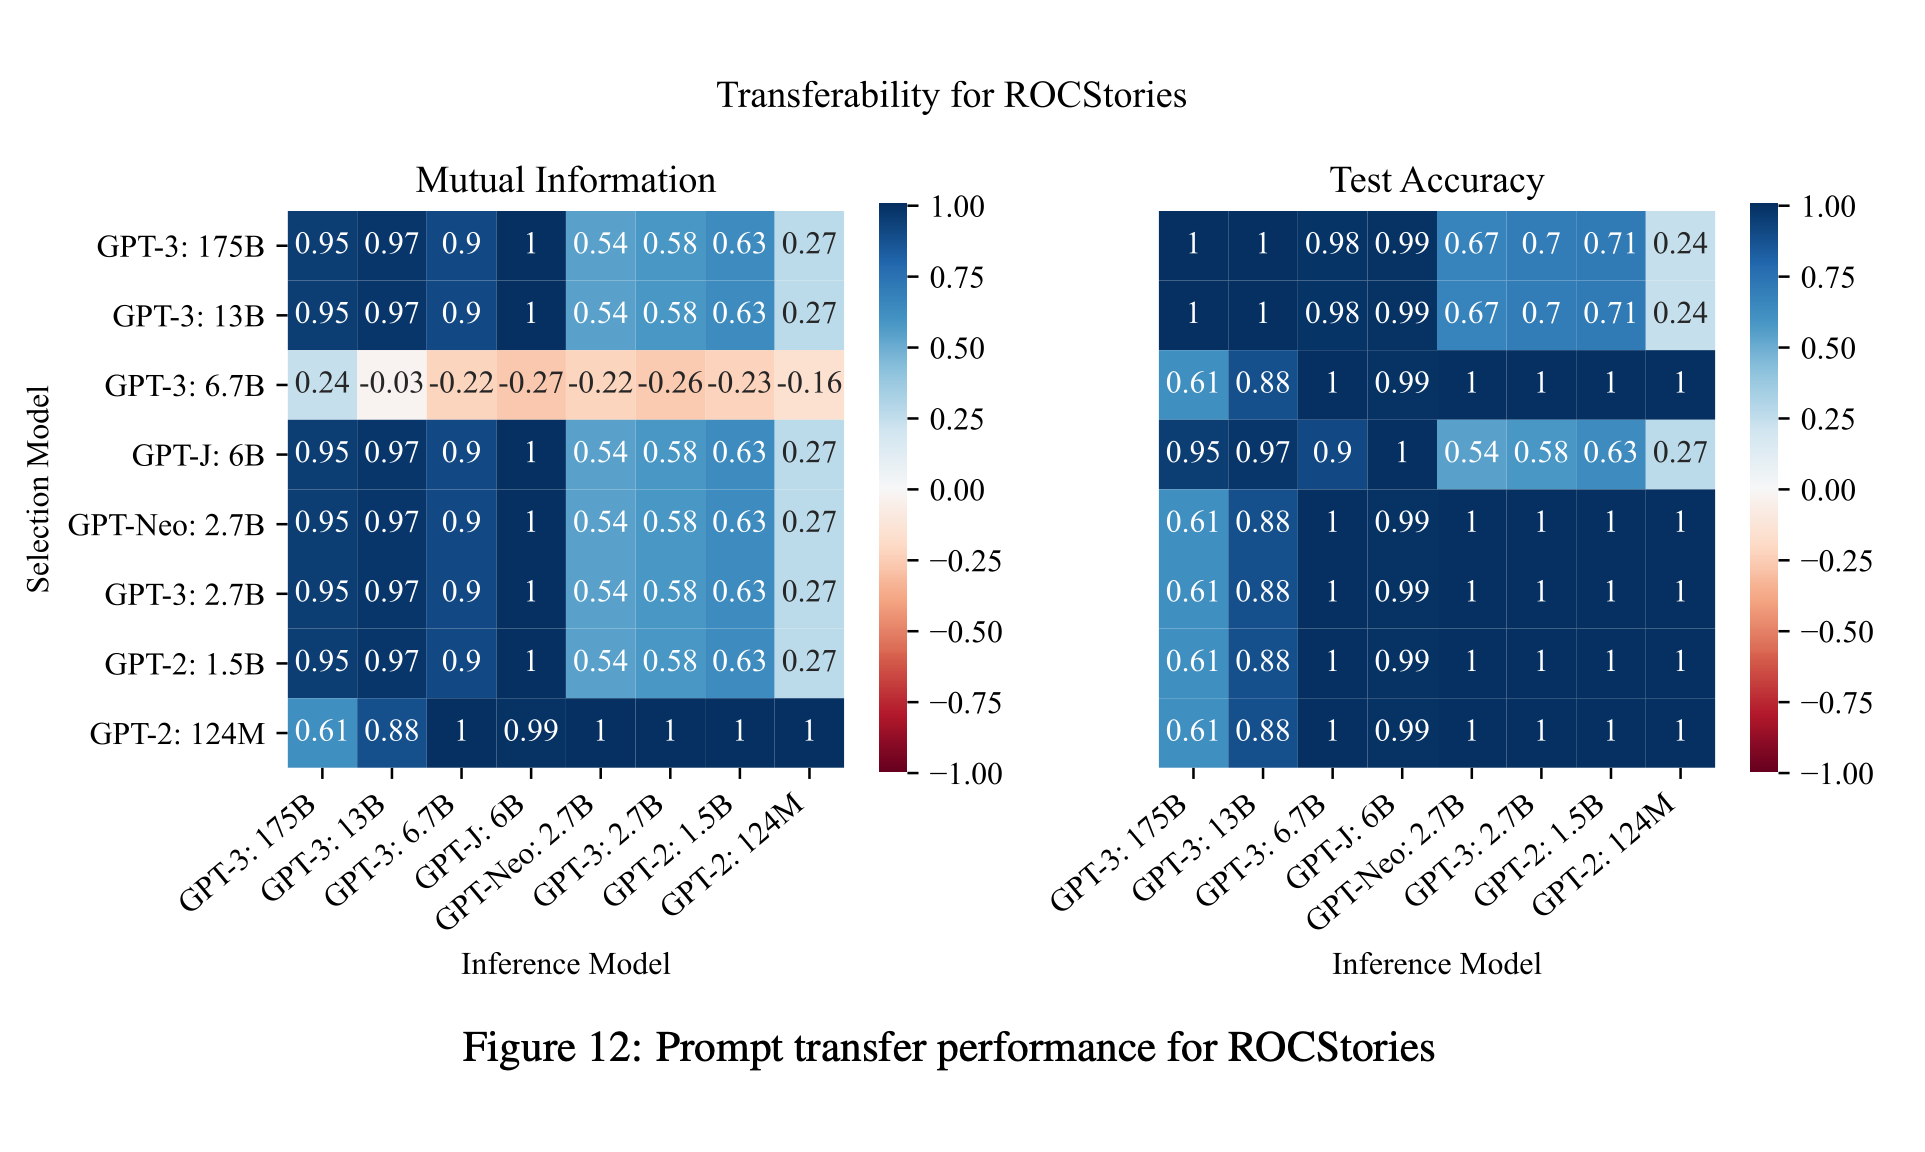 Transferability for ROCStories
Mutual Information
Selection Model
GPT-3: 175B 0.95 0.97 0.9 1 0.54 0.58 0.63 0.27
GPT-3: 13B 0.95 0.97 0.9 1 0.54 0.58 0.63 0.27
GPT-3: 6.7B 0.24 -0.03 -0.22 -0.27 -0.22 -0.26 -0.23 -0.16
GPT-J: 6B 0.95 0.97 0.9 1 0.54 0.58 0.63 0.27
GPT-Neo: 2.7B 0.95 0.97 0.9 1 0.54 0.58 0.63 0.27
GPT-3: 2.7B 0.95 0.97 0.9 1 0.54 0.58 0.63 0.27
GPT-2: 1.5B 0.95 0.97 0.9 1 0.54 0.58 0.63 0.27
GPT-2: 124M 0.61 0.88 1 0.99 1 1 1 1
GPT-3: 175B
GPT-3: 13B
GPT-3: 6.7B
GPT-J: 6B
GPT-Neo: 2.7B
GPT-3: 2.7B
GPT-2: 1.5B
GPT-2: 124M
Inference Model
1.00
0.75
0.50
0.25
0.00
−0.25
−0.50
−0.75
−1.00
Test Accuracy
1 1 0.98 0.99 0.67 0.7 0.71 0.24
1 1 0.98 0.99 0.67 0.7 0.71 0.24
0.61 0.88 1 0.99 1 1 1 1
0.95 0.97 0.9 1 0.54 0.58 0.63 0.27
0.61 0.88 1 0.99 1 1 1 1
0.61 0.88 1 0.99 1 1 1 1
0.61 0.88 1 0.99 1 1 1 1
0.61 0.88 1 0.99 1 1 1 1
GPT-3: 175B
GPT-3: 13B
GPT-3: 6.7B
GPT-J: 6B
GPT-Neo: 2.7B
GPT-3: 2.7B
GPT-2: 1.5B
GPT-2: 124M
Inference Model
1.00
0.75
0.50
0.25
0.00
−0.25
−0.50
−0.75
−1.00
Figure 12: Prompt transfer performance for ROCStories